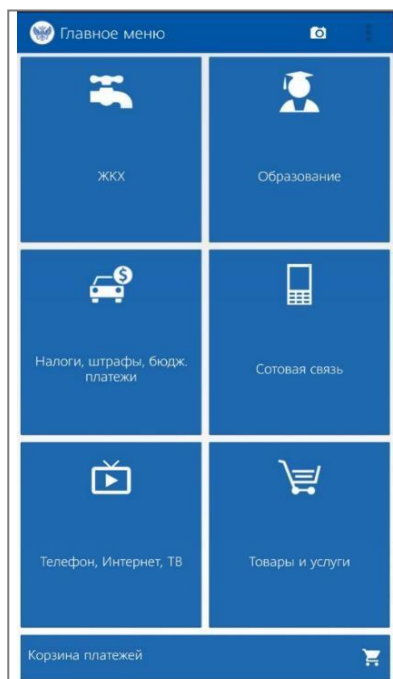 Главное меню
ЖКХ
Образование
Налоги, штрафы, бюдж.
платежи
Сотовая связь
Телефон, Интернет, ТВ
Товары и услуги
Корзина платежей